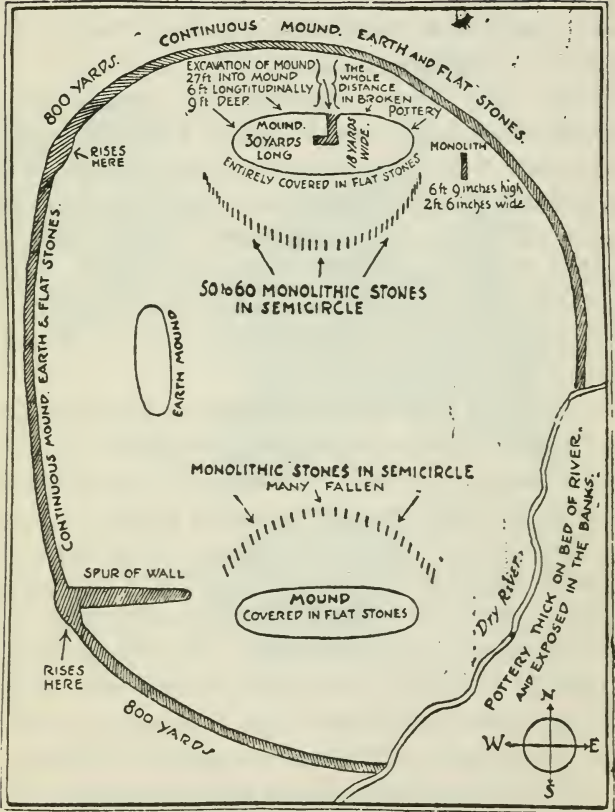 800 YARDS. CONTINUOUS MOUND. EARTH AND FLAT STONES.
EXCAVATION OF MOUND
27ft INTO MOUND
6ft LONGTITUDINALLY
9ft DEEP.
THE
WHOLE
DISTANCE
IN BROKEN
POTTERY
MOUND.
30 YARDS
LONG
18 YARDS
WIDE.
ENTIRELY COVERED IN FLAT STONES
MONOLITH
6ft 9 inches high
2ft 6 inches wide
RISES
HERE
50 to 60 MONOLITHIC STONES
IN SEMICIRCLE
CONTINUOUS MOUND. EARTH & FLAT STONES.
EARTH MOUND
MONOLITHIC STONES IN SEMICIRCLE
MANY FALLEN
SPUR OF WALL
MOUND
COVERED IN FLAT STONES
RISES
HERE
800 YARDS
Dry River.
POTTERY THICK ON BED OF RIVER.
AND EXPOSED IN THE BANKS.
N
W
E
S